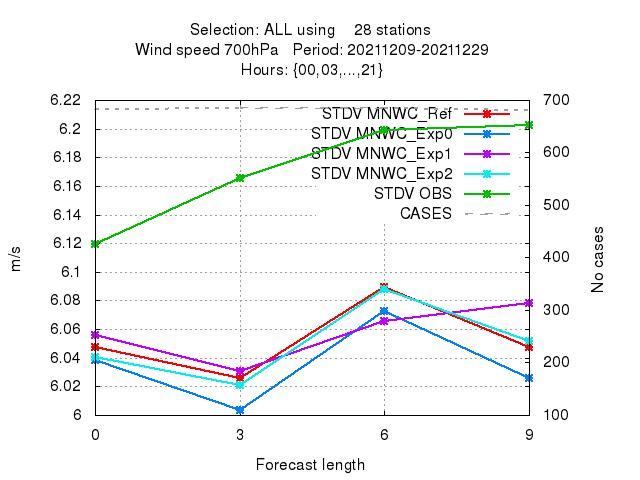 Selection: ALL using    28 stations
Wind speed 700hPa   Period: 20211209-20211229
Hours: {00,03,...,21}
6.22
6.2
6.18
6.16
6.14
6.12
6.1
6.08
6.06
6.04
6.02
6
m/s
STDV MNWC_Ref
STDV MNWC_Exp0
STDV MNWC_Exp1
STDV MNWC_Exp2
STDV OBS
CASES
700
600
500
400
300
200
100
No cases
0 3 6 9
Forecast length